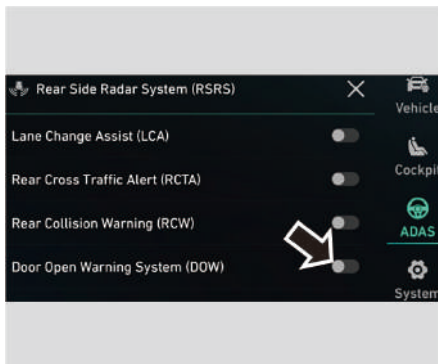 Rear Side Radar System (RSRS)
Vehicle
Lane Change Assist (LCA)
Rear Cross Traffic Alert (RCTA)
Cockpit
Rear Collision Warning (RCW)
ADAS
Door Open Warning System (DOW)
System